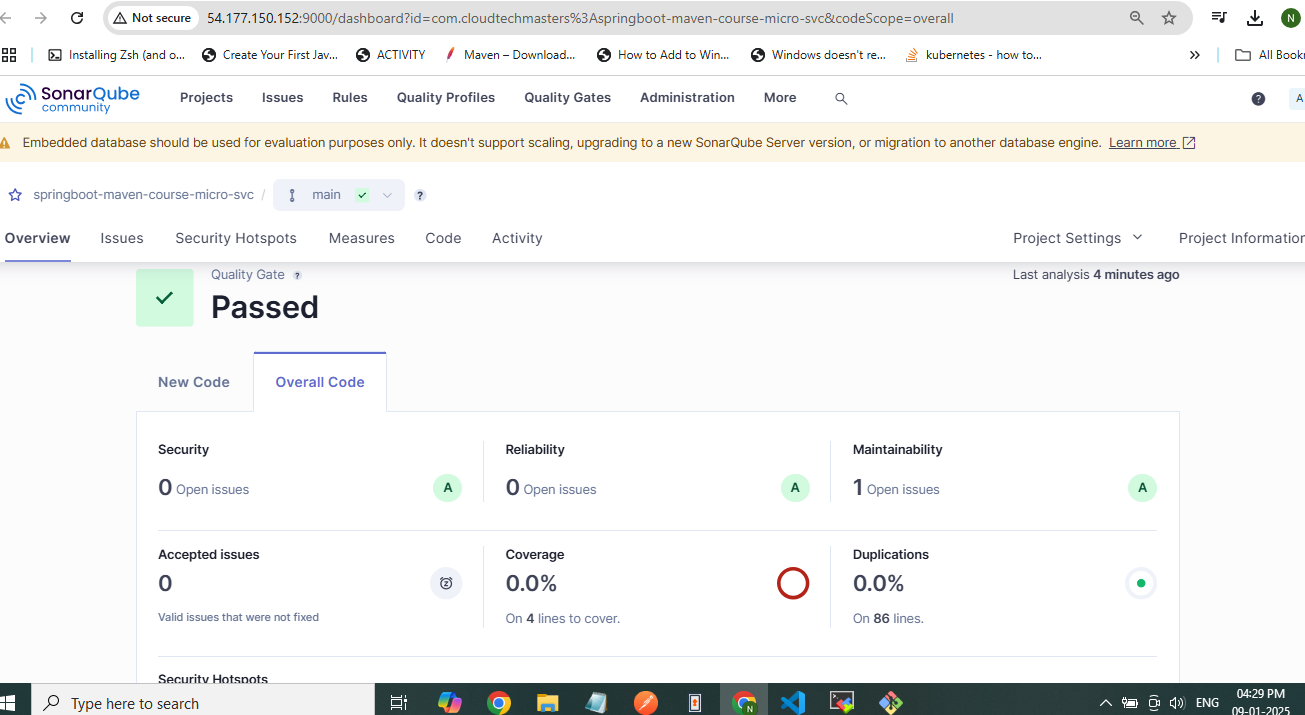 Not secure 54.177.150.152:9000/dashboard?id=com.cloudtechmasters%3Aspringboot-maven-course-micro-svc&codeScope=overall N
Installing Zsh (and o... Create Your First Jav... ACTIVITY Maven – Download... How to Add to Win... Windows doesn't re... kubernetes - how to... » All Book
SonarQube community Projects Issues Rules Quality Profiles Quality Gates Administration More ? A
Embedded database should be used for evaluation purposes only. It doesn't support scaling, upgrading to a new SonarQube Server version, or migration to another database engine. Learn more
springboot-maven-course-micro-svc / main ?
Overview Issues Security Hotspots Measures Code Activity Project Settings Project Information
Quality Gate ? Last analysis 4 minutes ago
Passed
New Code Overall Code
Security Reliability Maintainability
0 Open issues A 0 Open issues A 1 Open issues A
Accepted issues Coverage Duplications
0 0.0% 0.0%
Valid issues that were not fixed On 4 lines to cover. On 86 lines.
Security Hotspots
Type here to search N ENG 04:29 PM
09-01-2025